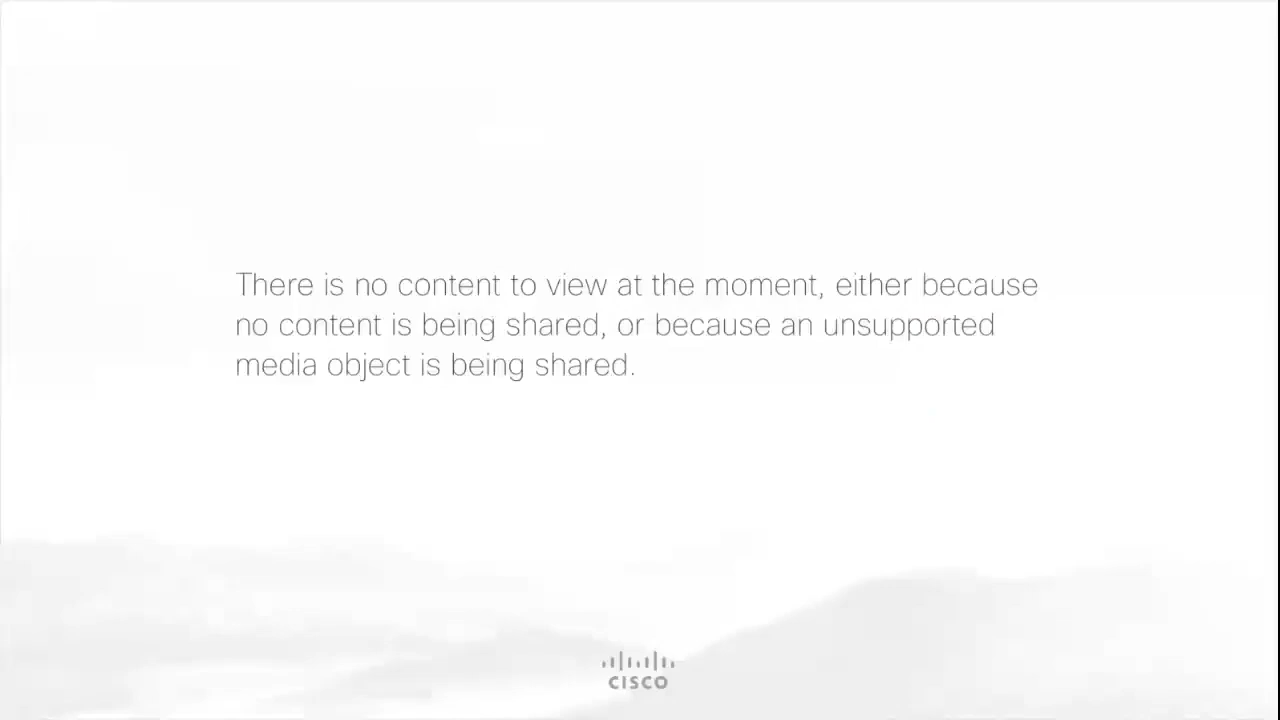 There is no content to view at the moment, either because
no content is being shared, or because an unsupported
media object is being shared.
CISCO